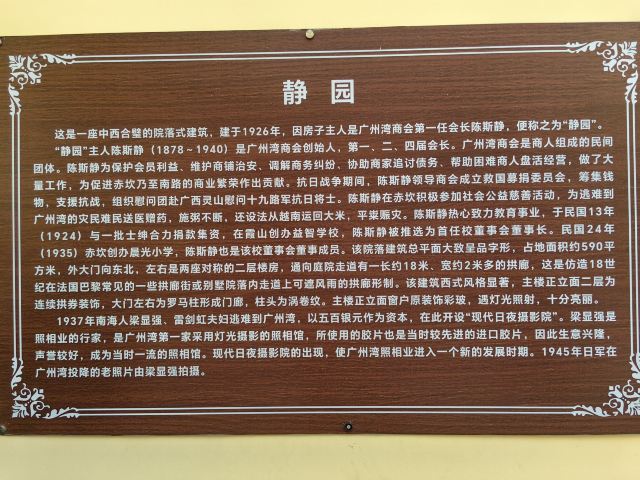 静 园
这是一座中西合璧的院落式建筑，建于1926年，因房子主人是广州湾商会第一任会长陈斯静，便称之为“静园”。
“静园”主人陈斯静（1878～1940）是广州湾商会创始人，第一、二、四届会长。广州湾商会是商人组成的民间
团体。陈斯静为保护会员利益、维护商铺治安、调解商务纠纷、协助商家追讨债务、帮助困难商人盘活经营，做了大
量工作，为促进赤坎乃至南路的商业繁荣作出贡献。抗日战争期间，陈斯静领导商会成立救国募捐委员会，筹集钱
物，支援抗战，组织慰问团赴广西灵山慰问十九路军抗日将士。陈斯静在赤坎积极参加社会公益慈善活动，为逃难到
广州湾的灾民难民送医赠药，施粥不断，还设法从越南运回大米，平粜赈灾。陈斯静热心致力教育事业，于民国13年
（1924）与一批士绅合力捐款集资，在霞山创办益智学校，陈斯静被推选为首任校董事会董事长。民国24年
（1935）赤坎创办晨光小学，陈斯静也是该校董事会董事成员。该院落建筑总平面大致呈品字形，占地面积约590平
方米，外大门向东北，左右是两座对称的二层楼房，通向庭院走道有一长约18米、宽约2米多的拱廊，这是仿造18世
纪在法国巴黎常见的一些拱廊街或别墅院落内走道上可遮风雨的拱廊形制。该建筑西式风格显著，主楼正立面二层为
连续拱券装饰，大门左右为罗马柱形成门廊，柱头为涡卷纹。主楼正立面窗户原装饰彩玻，遇灯光照射，十分亮丽。
1937年南海人梁显强、雷剑虹夫妇逃难到广州湾，以五百银元作为资本，在此开设“现代日夜摄影院”。梁显强是
照相业的行家，是广州湾第一家采用灯光摄影的照相馆，所使用的胶片也是当时较先进的进口胶片，因此生意兴隆，
声誉较好，成为当时一流的照相馆。现代日夜摄影院的出现，使广州湾照相业进入一个新的发展时期。1945年日军在
广州湾投降的老照片由梁显强拍摄。